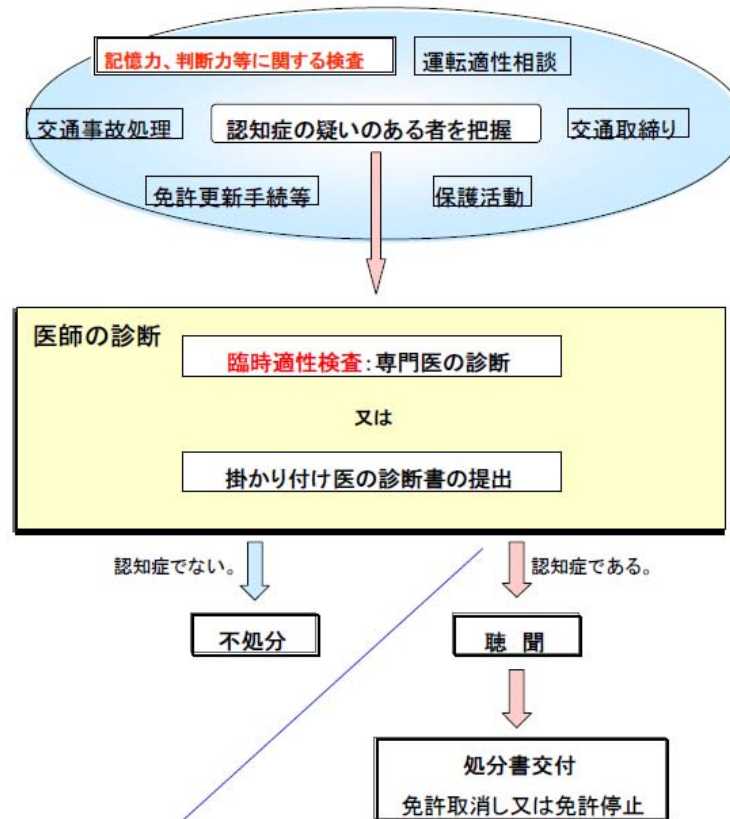 記憶力、判断力等に関する検査
運転適性相談
交通事故処理
認知症の疑いのある者を把握
交通取締り
免許更新手続等
保護活動
医師の診断
臨時適性検査:専門医の診断
又は
掛かり付け医の診断書の提出
認知症でない。
認知症である。
不処分
聴 聞
処分書交付
免許取消し又は免許停止